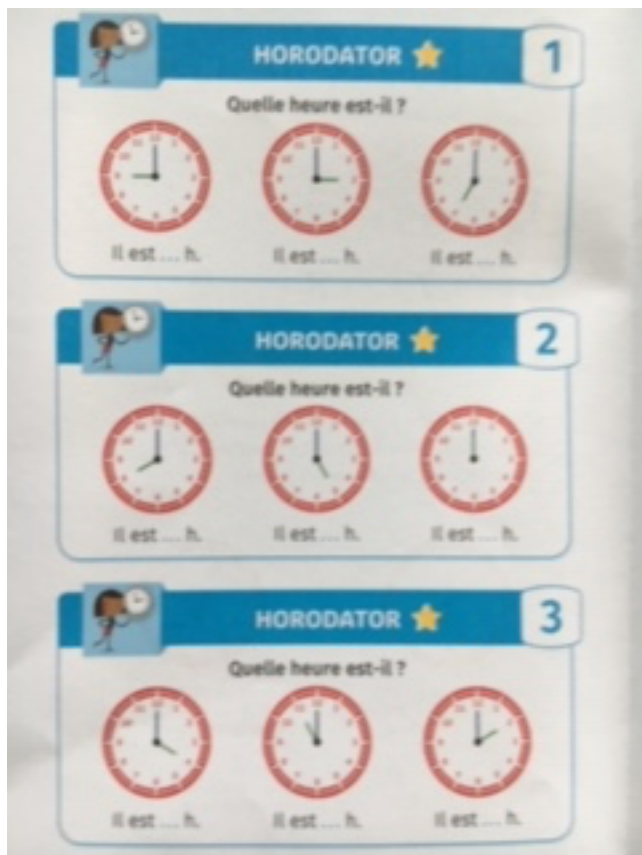 HORODATOR 1
Quelle heure est-il ?
Il est ... h. Il est ... h. Il est ... h.
HORODATOR 2
Quelle heure est-il ?
Il est ... h. Il est ... h. Il est ... h.
HORODATOR 3
Quelle heure est-il ?
Il est ... h. Il est ... h. Il est ... h.